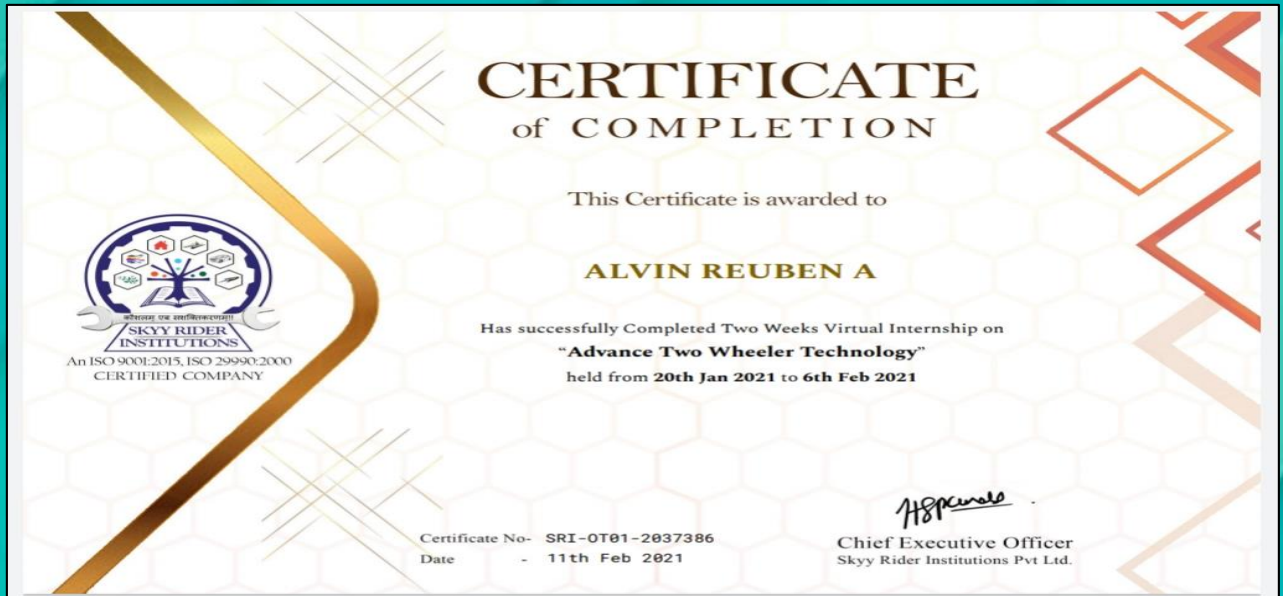 CERTIFICATE
of COMPLETION
This Certificate is awarded to
ALVIN REUBEN A
Has successfully Completed Two Weeks Virtual Internship on
“Advance Two Wheeler Technology”
held from 20th Jan 2021 to 6th Feb 2021
SKYY RIDER
INSTITUTIONS
An ISO 9001:2015, ISO 29990:2000
CERTIFIED COMPANY
Certificate No- SRI-OT01-2037386
Date - 11th Feb 2021
Chief Executive Officer
Skyy Rider Institutions Pvt Ltd.